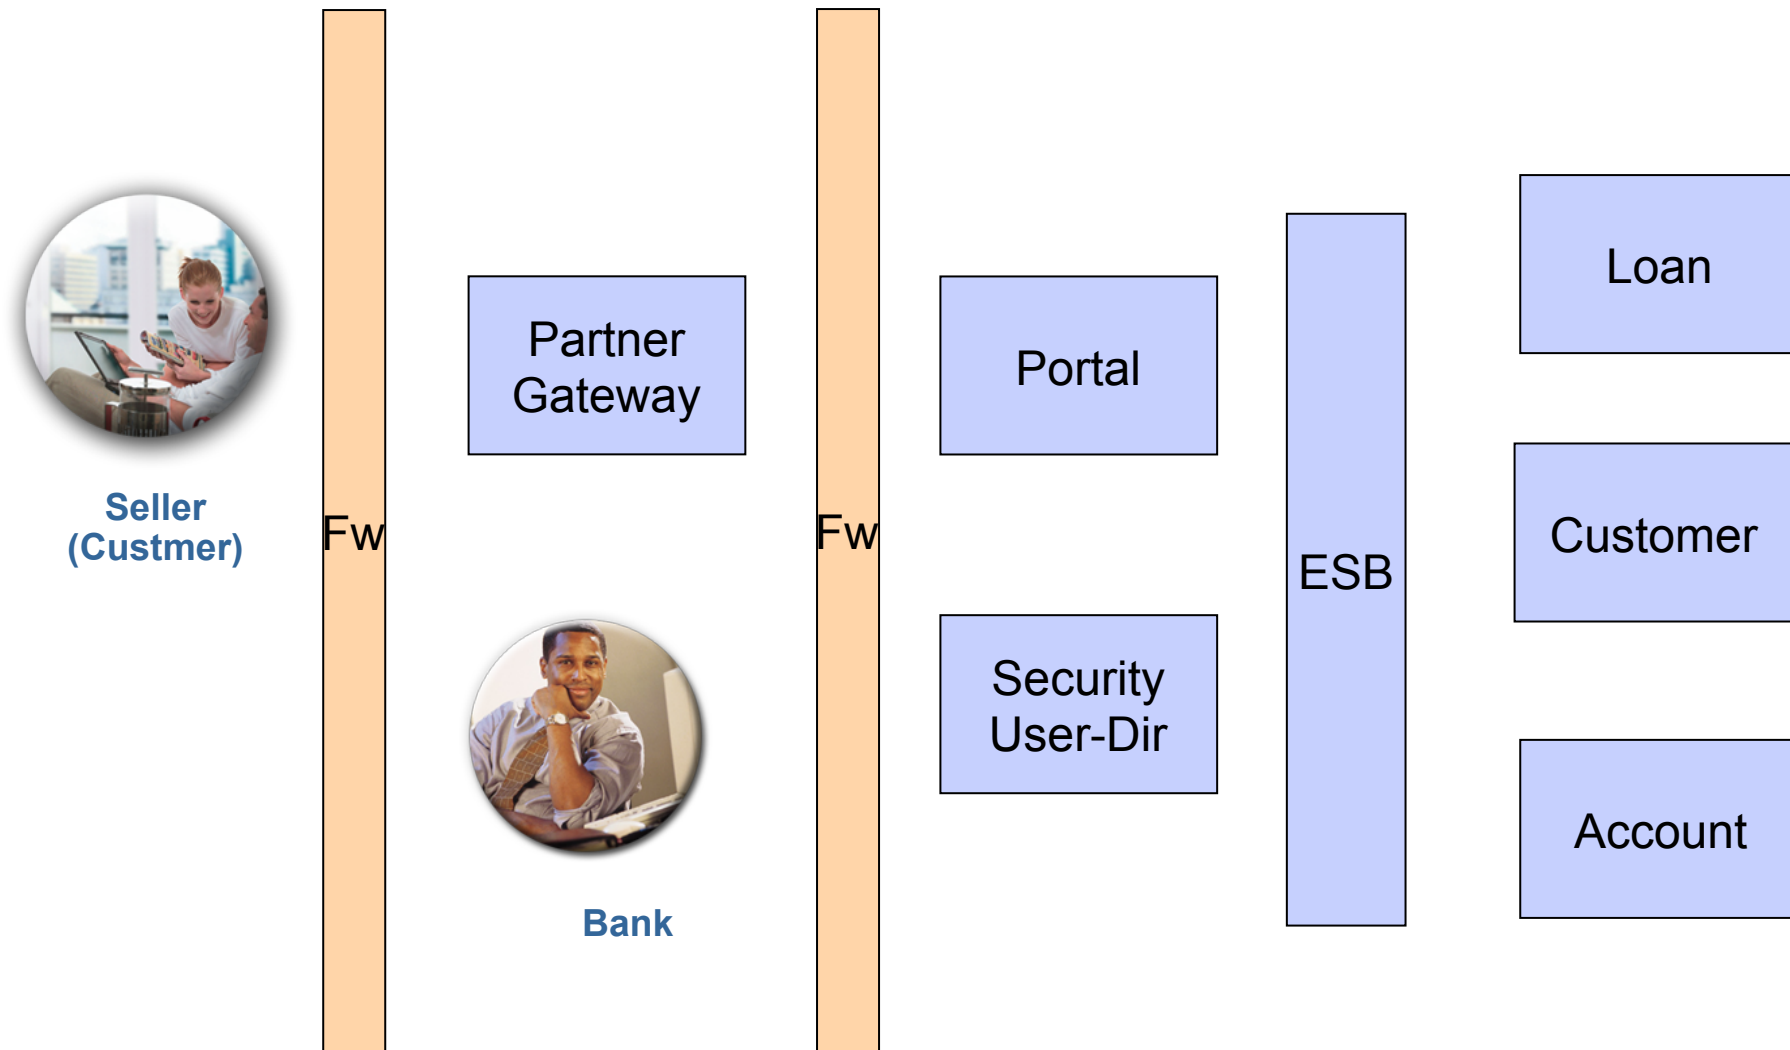 Seller
(Custmer)
Fw
Partner
Gateway
Bank
Fw
Portal
Security
User-Dir
ESB
Loan
Customer
Account